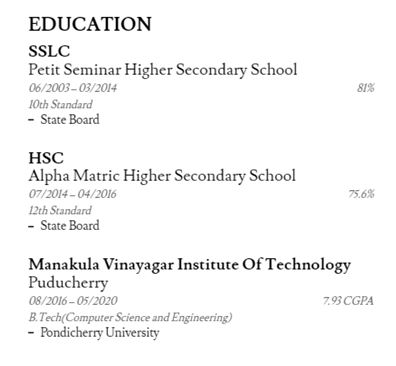 EDUCATION
SSLC
Petit Seminar Higher Secondary School
06/2003 – 03/2014 81%
10th Standard
– State Board
HSC
Alpha Matric Higher Secondary School
07/2014 – 04/2016 75.6%
12th Standard
– State Board
Manakula Vinayagar Institute Of Technology
Puducherry
08/2016 – 05/2020 7.93 CGPA
B.Tech(Computer Science and Engineering)
– Pondicherry University